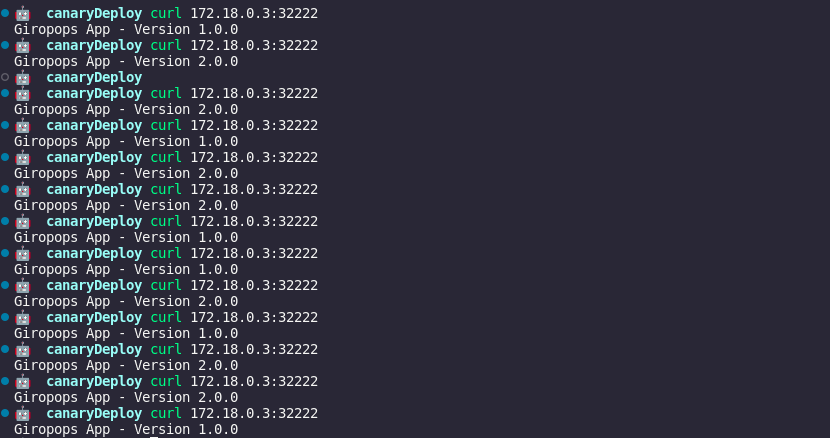 canaryDeploy curl 172.18.0.3:32222
Giropops App - Version 1.0.0
canaryDeploy curl 172.18.0.3:32222
Giropops App - Version 2.0.0
canaryDeploy
canaryDeploy curl 172.18.0.3:32222
Giropops App - Version 2.0.0
canaryDeploy curl 172.18.0.3:32222
Giropops App - Version 1.0.0
canaryDeploy curl 172.18.0.3:32222
Giropops App - Version 2.0.0
canaryDeploy curl 172.18.0.3:32222
Giropops App - Version 2.0.0
canaryDeploy curl 172.18.0.3:32222
Giropops App - Version 1.0.0
canaryDeploy curl 172.18.0.3:32222
Giropops App - Version 1.0.0
canaryDeploy curl 172.18.0.3:32222
Giropops App - Version 2.0.0
canaryDeploy curl 172.18.0.3:32222
Giropops App - Version 1.0.0
canaryDeploy curl 172.18.0.3:32222
Giropops App - Version 2.0.0
canaryDeploy curl 172.18.0.3:32222
Giropops App - Version 2.0.0
canaryDeploy curl 172.18.0.3:32222
Giropops App - Version 1.0.0